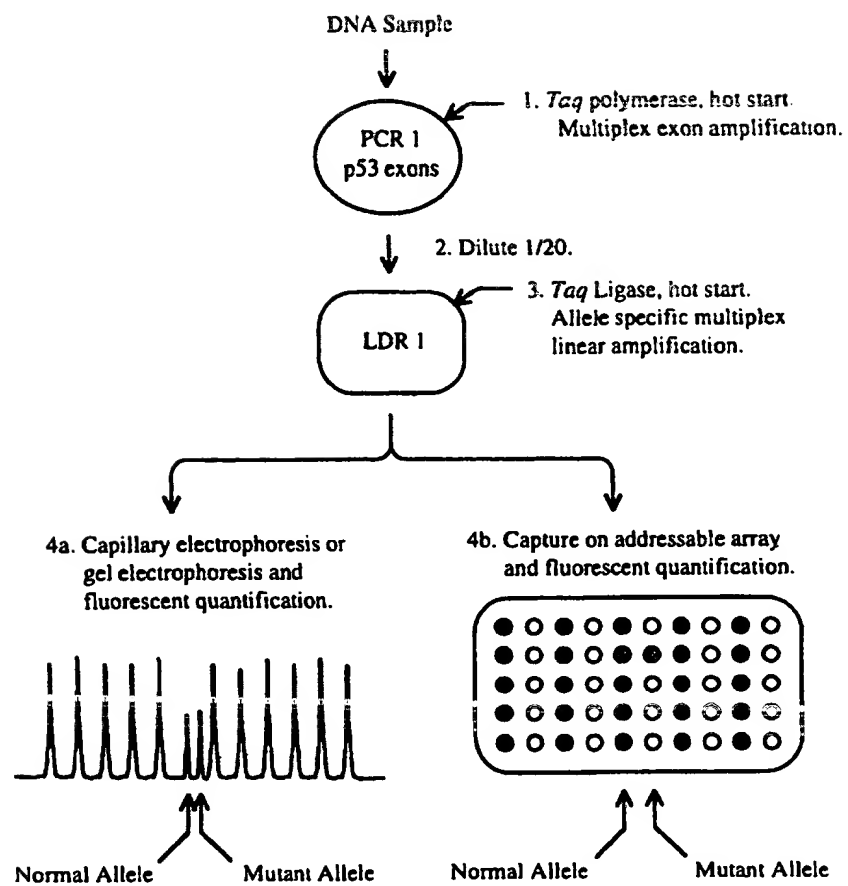 DNA Sample
1. Taq polymerase, hot start.
Multiplex exon amplification.
PCR 1
p53 exons
2. Dilute 1/20.
3. Taq Ligase, hot start.
Allele specific multiplex
linear amplification.
LDR 1
4a. Capillary electrophoresis or
gel electrophoresis and
fluorescent quantification.
4b. Capture on addressable array
and fluorescent quantification.
Normal Allele
Mutant Allele
Normal Allele
Mutant Allele